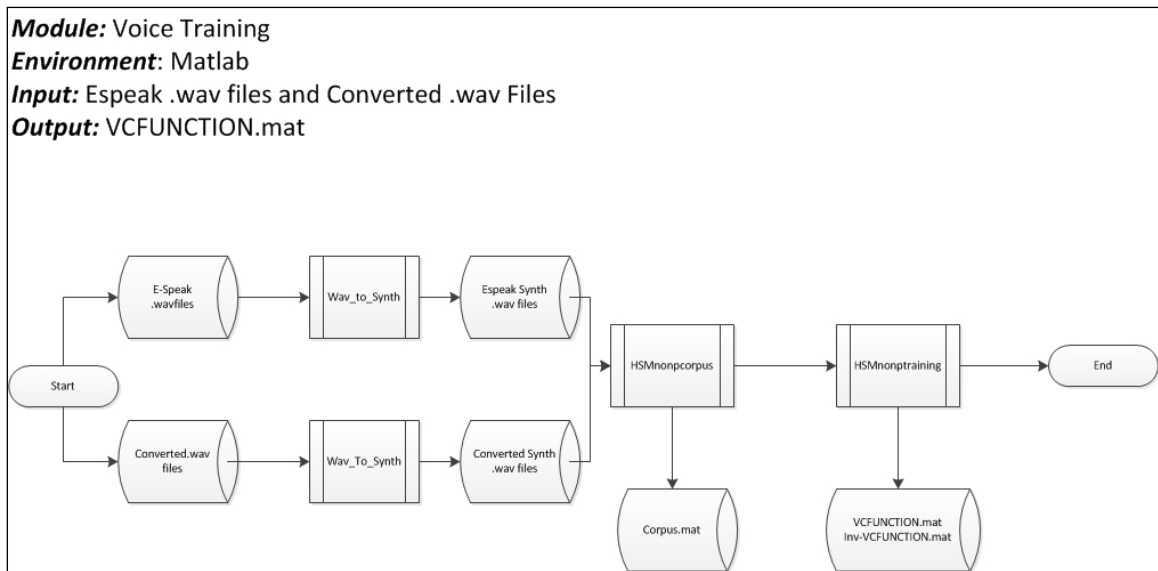 Module: Voice Training
Environment: Matlab
Input: Espeak .wav files and Converted .wav Files
Output: VCFUNCTION.mat
E-Speak
.wavfiles
Wav_to_Synth
Espeak Synth
.wav files
Start
HSMnonpcorpus
HSMnonptraining
End
Converted.wav
files
Wav_To_Synth
Converted Synth
.wav files
Corpus.mat
VCFUNCTION.mat
Inv-VCFUNCTION.mat